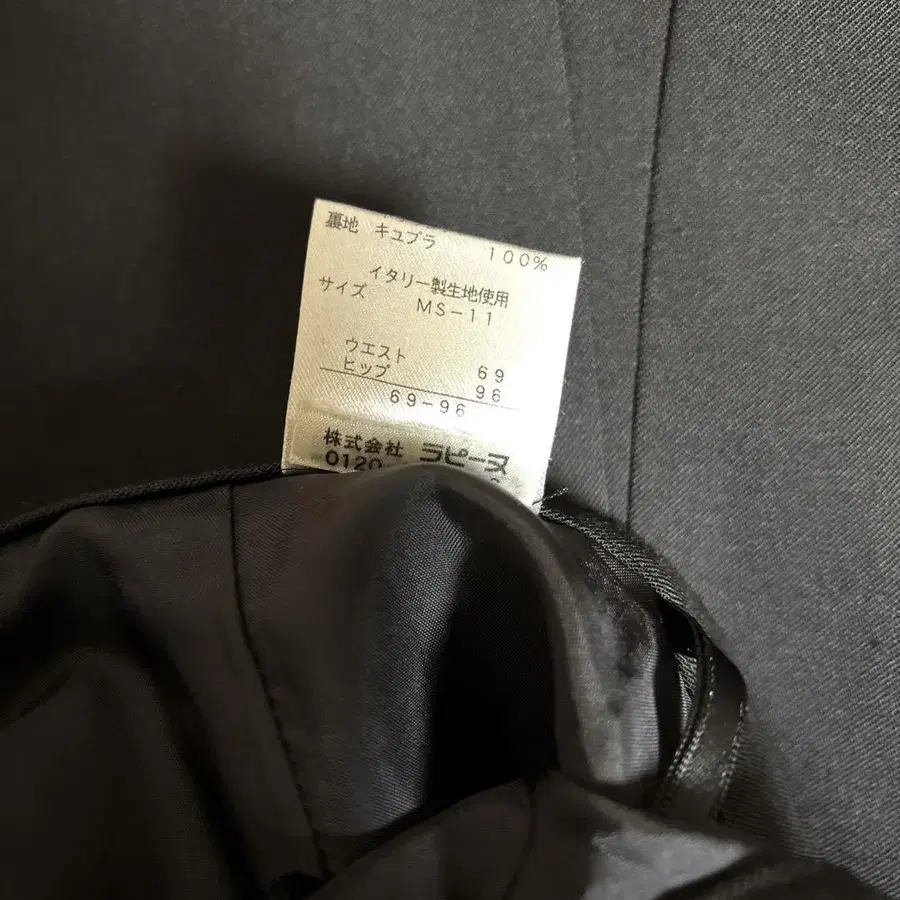 裏地 キュプラ 100%
イタリー製生地使用
サイズ MS-11
ウエスト 69
ヒップ 96
69-96
株式会社 ラピーヌ
0120